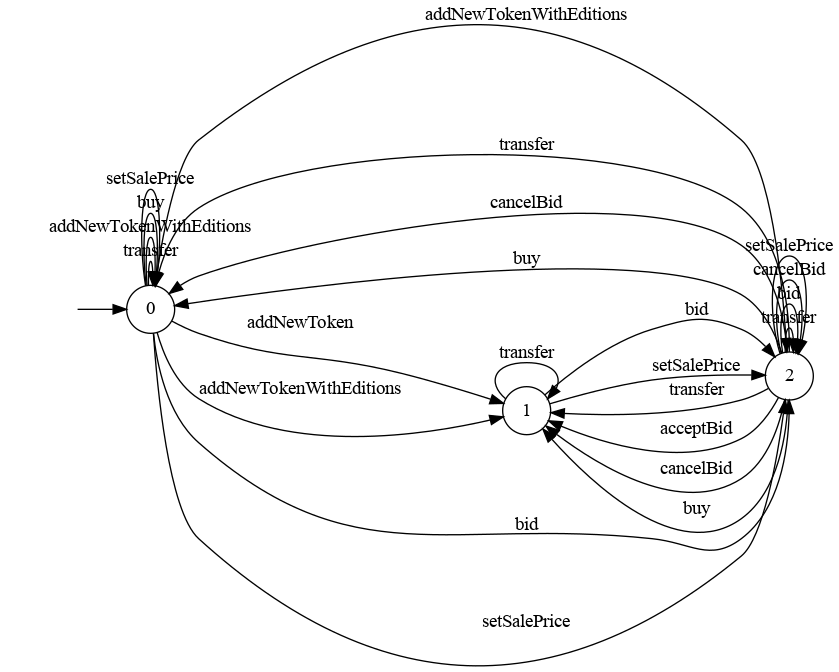 addNewTokenWithEditions
transfer
setSalePrice
buy
addNewTokenWithEditions
transfer
cancelBid
buy
setSalePrice
cancelBid
bid
transfer
0
addNewToken
bid
addNewTokenWithEditions
transfer
setSalePrice
transfer
2
1
acceptBid
cancelBid
buy
bid
setSalePrice